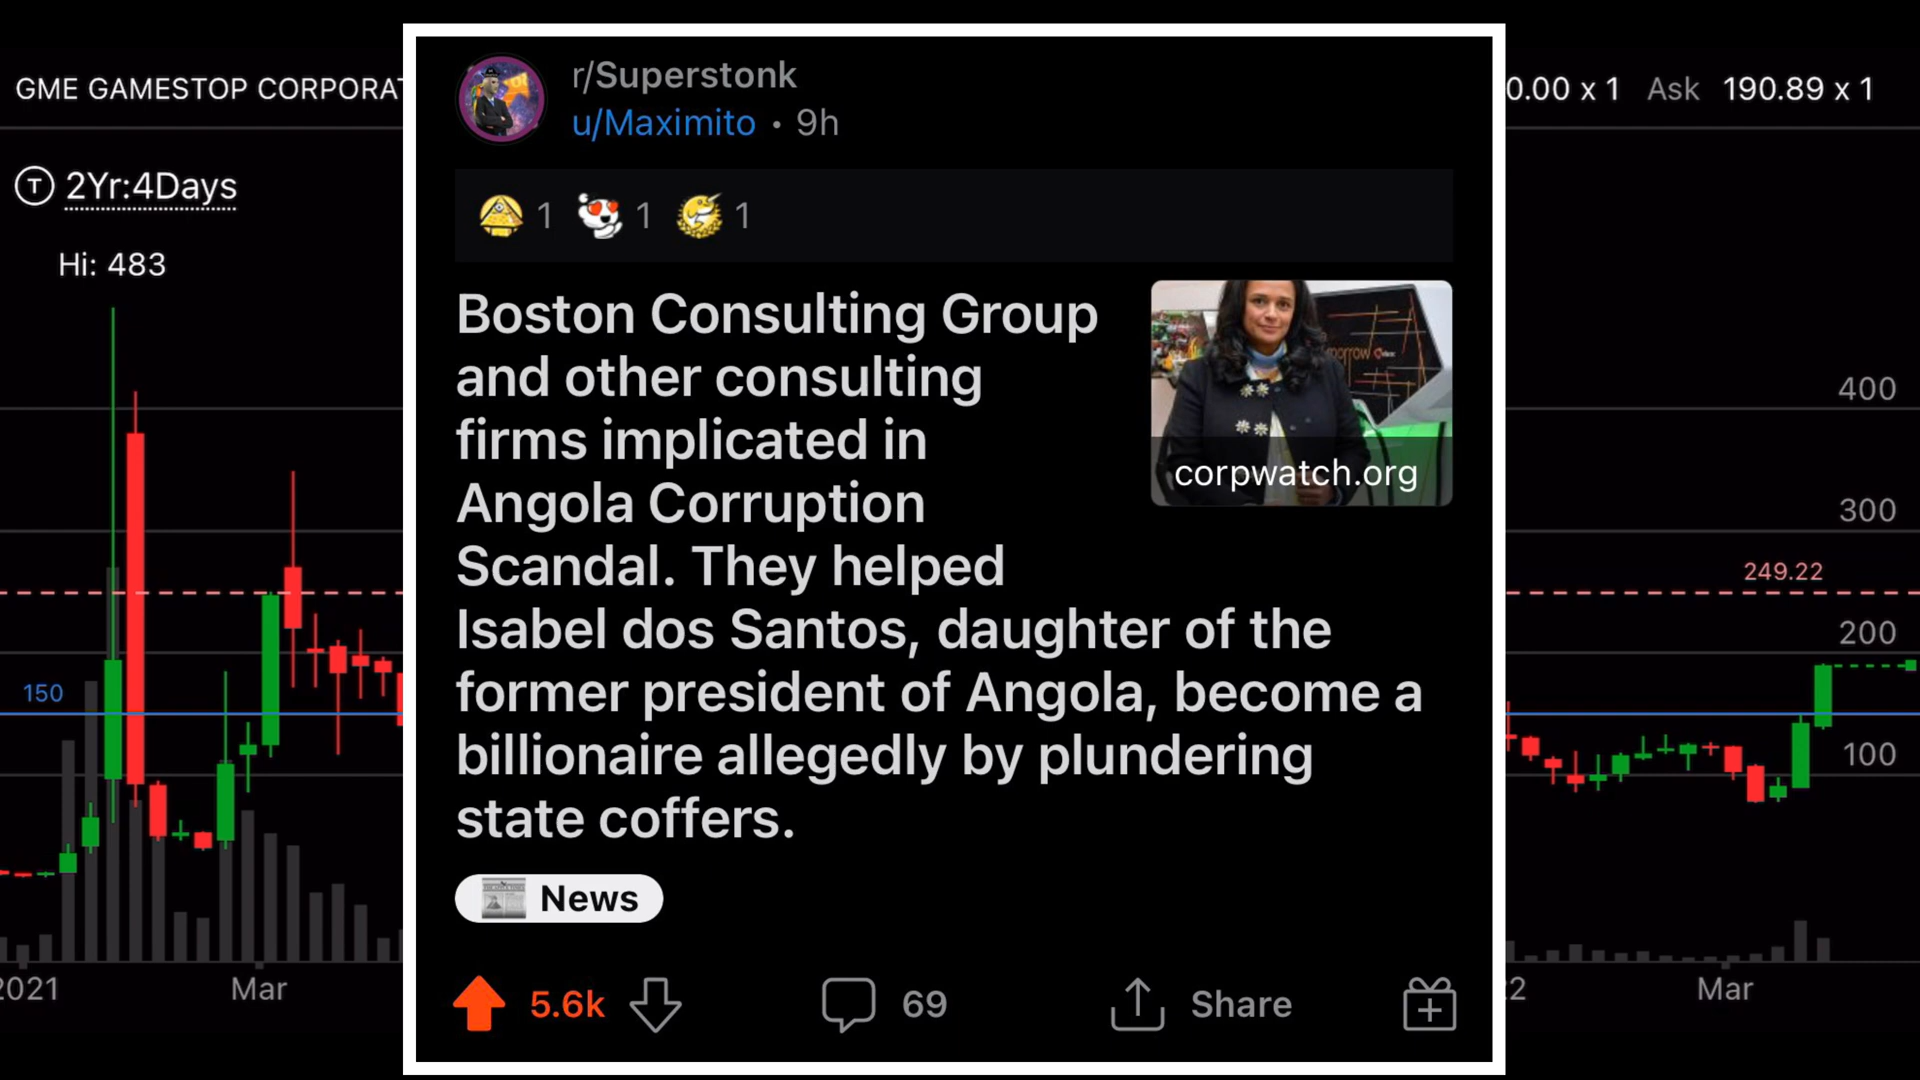 GME GAMESTOP CORPORAT
0.00 x 1 Ask 190.89 x 1
T 2Yr:4Days
Hi: 483
150
2021
Mar
r/Superstonk
u/Maximito • 9h
1 1 1
Boston Consulting Group
and other consulting
firms implicated in
Angola Corruption
Scandal. They helped
Isabel dos Santos, daughter of the
former president of Angola, become a
billionaire allegedly by plundering
state coffers.
corpwatch.org
News
5.6k
69
Share
400
300
249.22
200
100
22
Mar